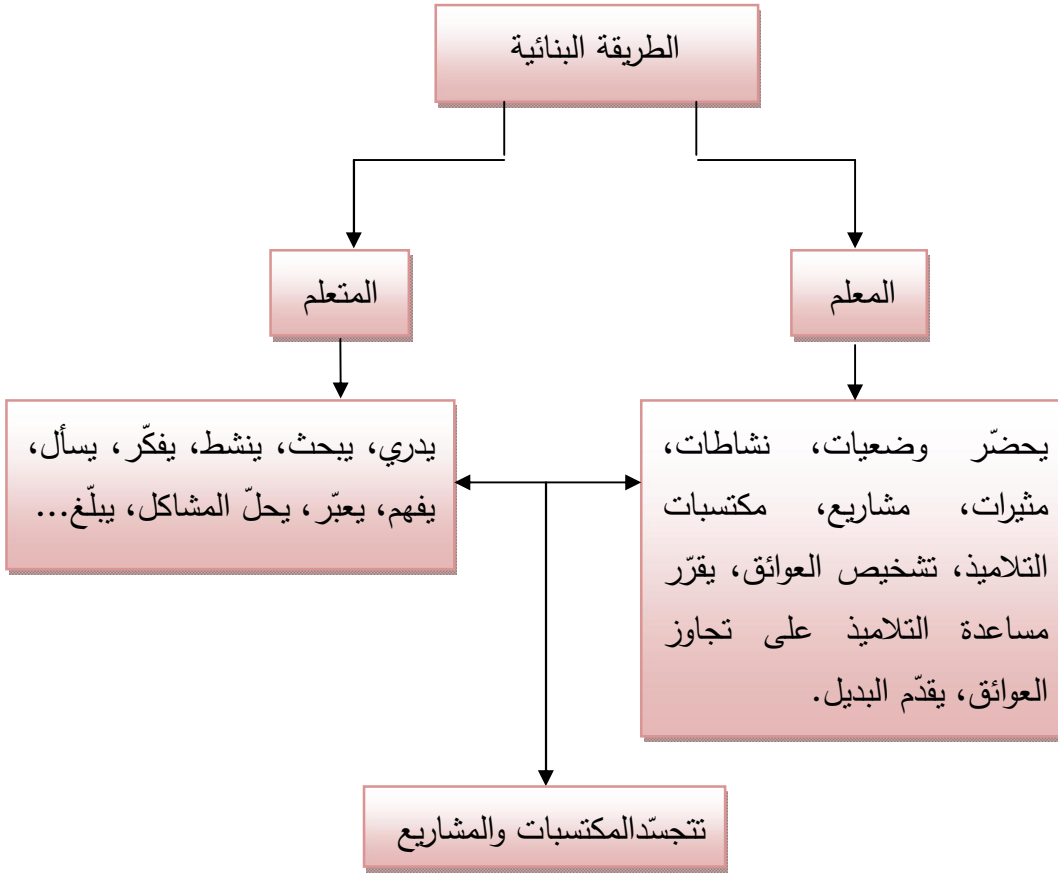 الطريقة البنائية
المعلم
المتعلم
يحضّر وضعيات، نشاطات،
مثيرات، مشاريع، مكتسبات
التلاميذ، تشخيص العوائق، يقرّر
مساعدة التلاميذ على تجاوز
العوائق، يقدّم البديل.
يدري، يبحث، ينشط، يفكّر، يسأل،
يفهم، يعبّر، يحلّ المشاكل، يبلّغ...
تتجسّدالمكتسبات والمشاريع